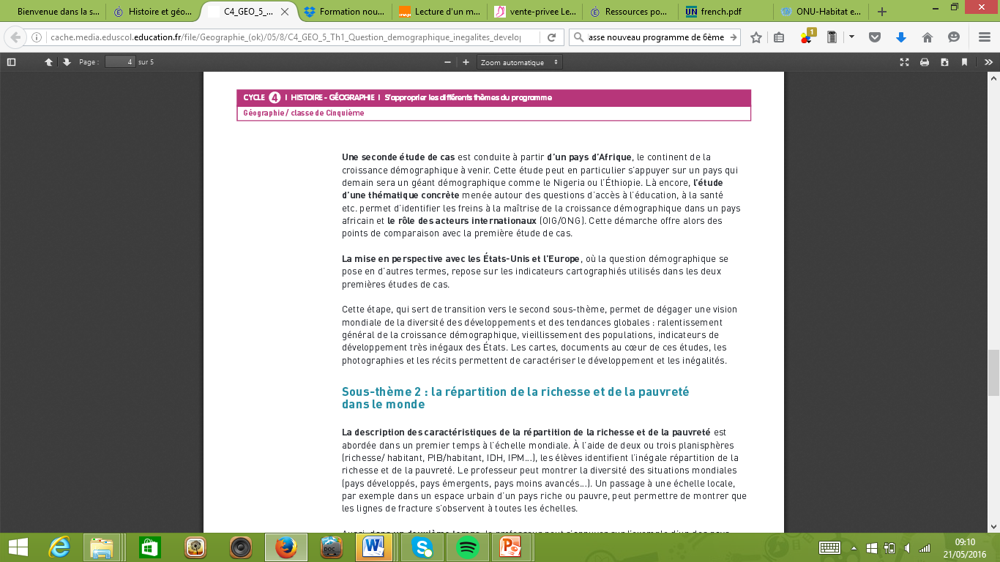 Bienvenue dans la s...
Histoire et géo...
C4_GEO_5_...
Formation nou...
Lecture d'un m...
vente-privee Le...
Ressources po...
french.pdf
ONU-Habitat e...
cache.media.eduscol.education.fr/file/Geographie_(ok)/05/8/C4_GEO_5_Th1_Question_demographique_inegalites_develop
asse nouveau programme de 6ème
1
Page : 4 sur 5
Zoom automatique
CYCLE 4 I HISTOIRE - GÉOGRAPHIE I S'approprier les différents thèmes du programme
Géographie / classe de Cinquième
Une seconde étude de cas est conduite à partir d'un pays d'Afrique, le continent de la
croissance démographique à venir. Cette étude peut en particulier s'appuyer sur un pays qui
demain sera un géant démographique comme le Nigeria ou l'Éthiopie. Là encore, l'étude
d'une thématique concrète menée autour des questions d'accès à l'éducation, à la santé
etc. permet d'identifier les freins à la maîtrise de la croissance démographique dans un pays
africain et le rôle des acteurs internationaux (OIG/ONG). Cette démarche offre alors des
points de comparaison avec la première étude de cas.
La mise en perspective avec les États-Unis et l'Europe, où la question démographique se
pose en d'autres termes, repose sur les indicateurs cartographiés utilisés dans les deux
premières études de cas.
Cette étape, qui sert de transition vers le second sous-thème, permet de dégager une vision
mondiale de la diversité des développements et des tendances globales : ralentissement
général de la croissance démographique, vieillissement des populations, indicateurs de
développement très inégaux des États. Les cartes, documents au cœur de ces études, les
photographies et les récits permettent de caractériser le développement et les inégalités.
Sous-thème 2 : la répartition de la richesse et de la pauvreté
dans le monde
La description des caractéristiques de la répartition de la richesse et de la pauvreté est
abordée dans un premier temps à l'échelle mondiale. À l'aide de deux ou trois planisphères
(richesse/ habitant, PIB/habitant, IDH, IPM...), les élèves identifient l'inégale répartition de la
richesse et de la pauvreté. Le professeur peut montrer la diversité des situations mondiales
(pays développés, pays émergents, pays moins avancés...). Un passage à une échelle locale,
par exemple dans un espace urbain d'un pays riche ou pauvre, peut permettre de montrer que
les lignes de fracture s'observent à toutes les échelles.
09:10
21/05/2016